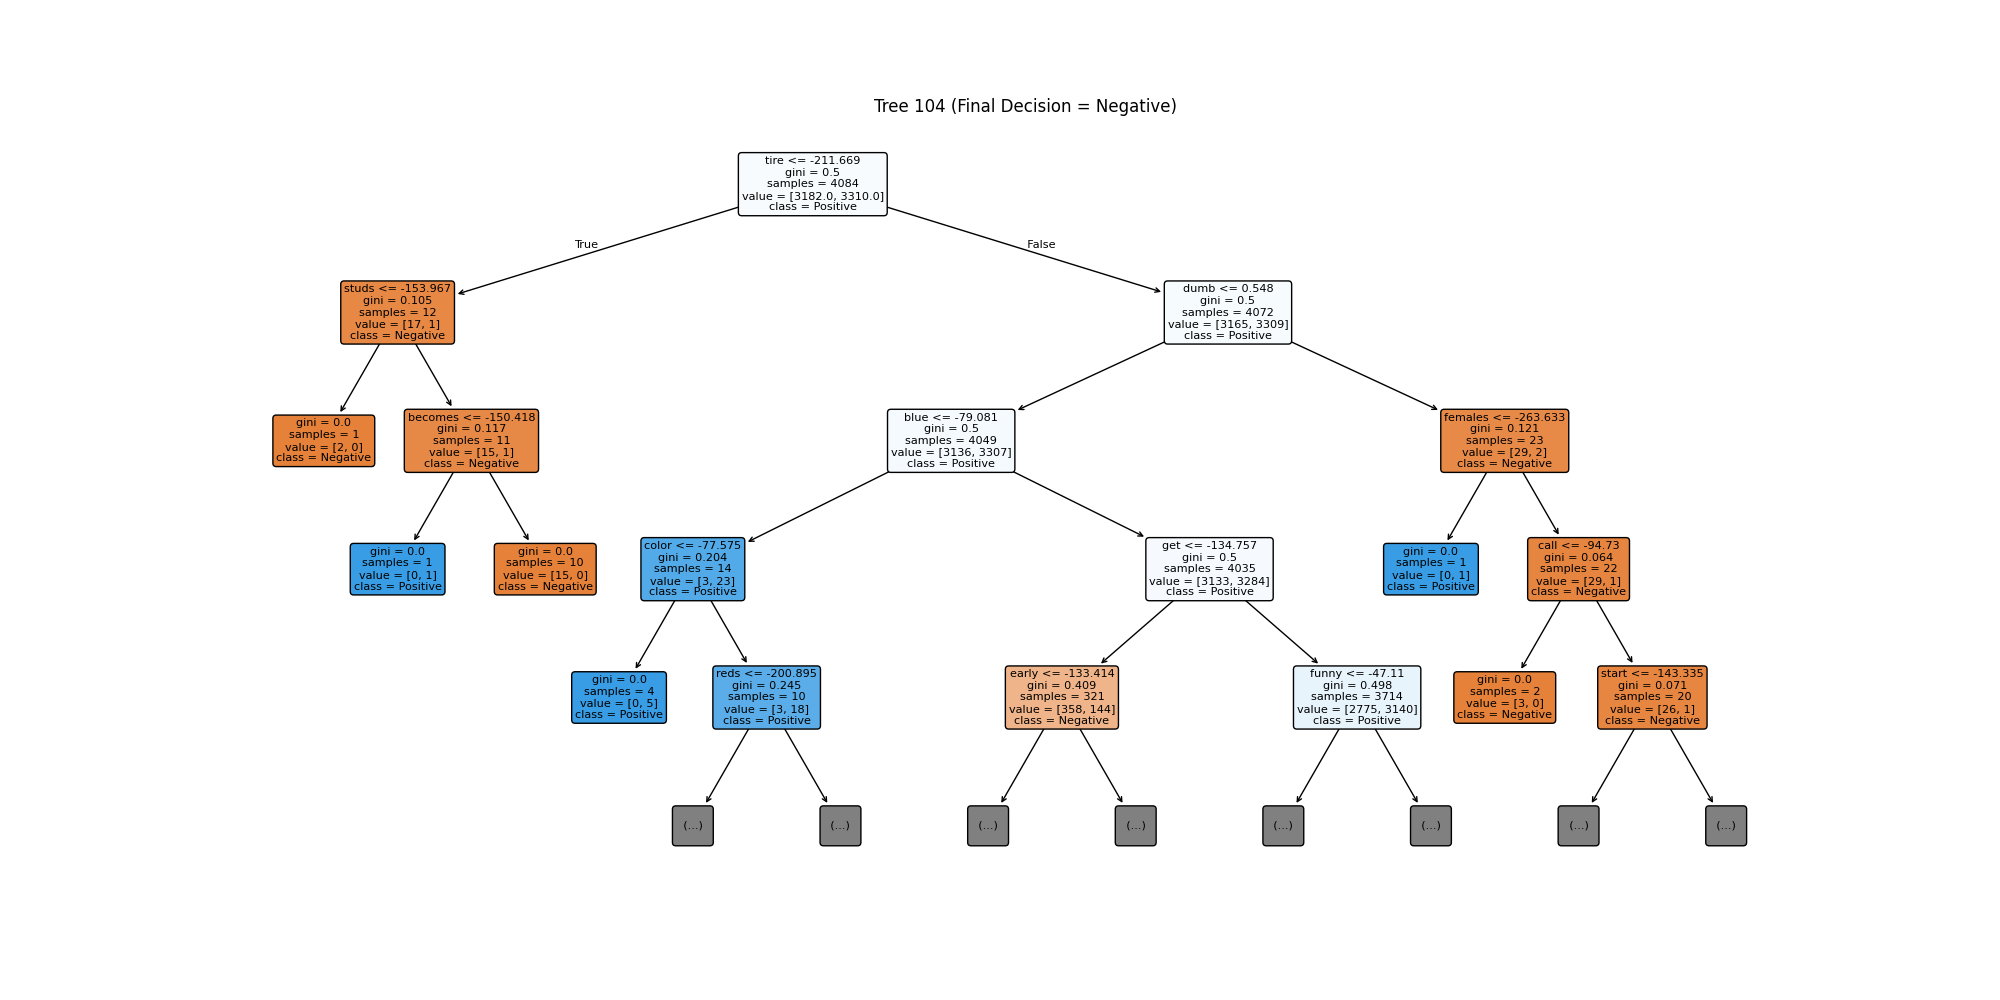 Tree 104 (Final Decision = Negative)
tire <= -211.669
gini = 0.5
samples = 4084
value = [3182.0, 3310.0]
class = Positive
True
False
studs <= -153.967
gini = 0.105
samples = 12
value = [17, 1]
class = Negative
dumb <= 0.548
gini = 0.5
samples = 4072
value = [3165, 3309]
class = Positive
gini = 0.0
samples = 1
value = [2, 0]
class = Negative
becomes <= -150.418
gini = 0.117
samples = 11
value = [15, 1]
class = Negative
blue <= -79.081
gini = 0.5
samples = 4049
value = [3136, 3307]
class = Positive
females <= -263.633
gini = 0.121
samples = 23
value = [29, 2]
class = Negative
gini = 0.0
samples = 1
value = [0, 1]
class = Positive
gini = 0.0
samples = 10
value = [15, 0]
class = Negative
color <= -77.575
gini = 0.204
samples = 14
value = [3, 23]
class = Positive
get <= -134.757
gini = 0.5
samples = 4035
value = [3133, 3284]
class = Positive
gini = 0.0
samples = 1
value = [0, 1]
class = Positive
call <= -94.73
gini = 0.064
samples = 22
value = [29, 1]
class = Negative
gini = 0.0
samples = 4
value = [0, 5]
class = Positive
reds <= -200.895
gini = 0.245
samples = 10
value = [3, 18]
class = Positive
early <= -133.414
gini = 0.409
samples = 321
value = [358, 144]
class = Negative
funny <= -47.11
gini = 0.498
samples = 3714
value = [2775, 3140]
class = Positive
gini = 0.0
samples = 2
value = [3, 0]
class = Negative
start <= -143.335
gini = 0.071
samples = 20
value = [26, 1]
class = Negative
(...)
(...)
(...)
(...)
(...)
(...)
(...)
(...)